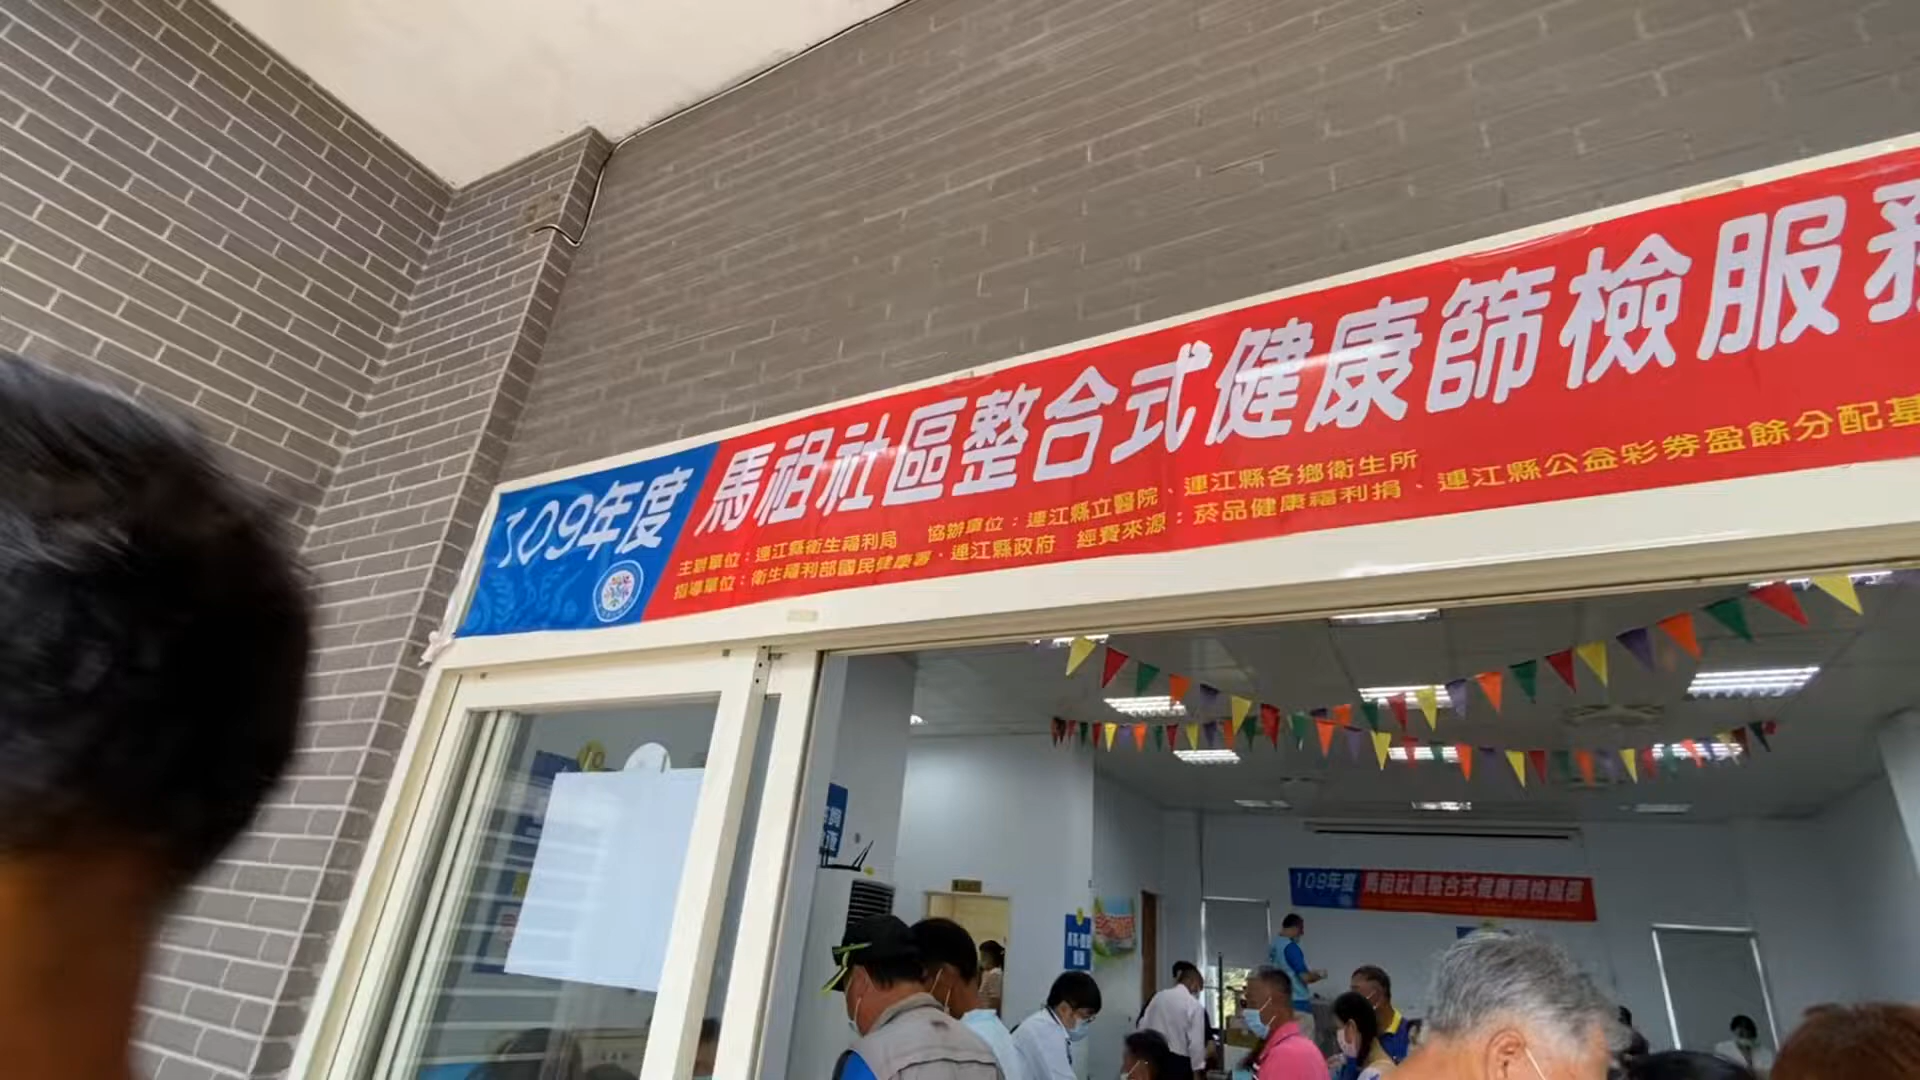 109年度 馬祖社區整合式健康篩檢服務
主辦單位：連江縣衛生福利局 協辦單位：連江縣立醫院、連江縣各鄉衛生所
指導單位：衛生福利部國民健康署、連江縣政府 經費來源：菸品健康福利捐、連江縣公益彩券盈餘分配基
109年度 馬祖社區整合式健康篩檢服務